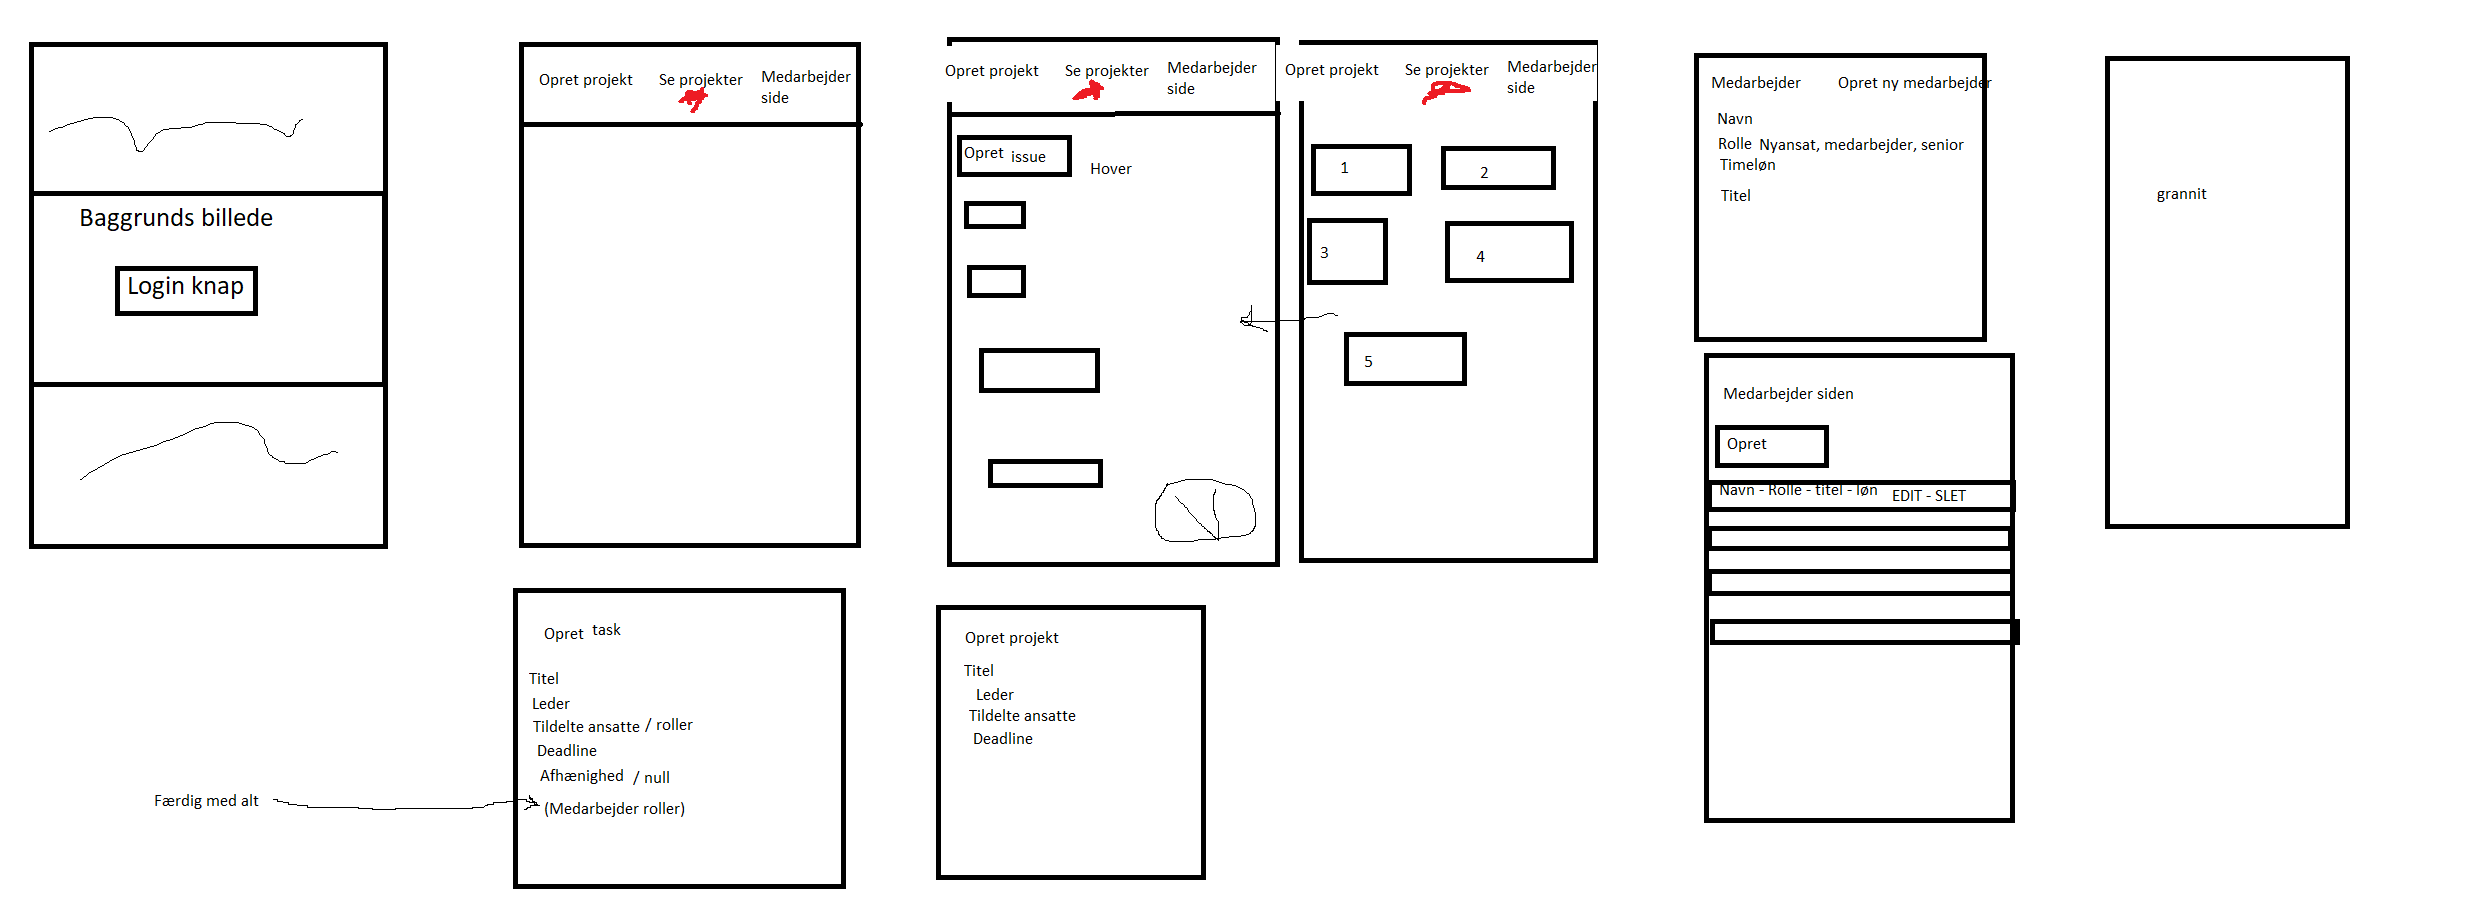 Baggrunds billede
Login knap
Opret projekt
Se projekter
Medarbejder
side
Opret projekt
Se projekter
Medarbejder
side
Opret issue
Hover
Opret projekt
Se projekter
Medarbejder
side
1
2
3
4
5
Medarbejder
Opret ny medarbejder
Navn
Rolle Nyansat, medarbejder, senior
Timeløn
Titel
Medarbejder siden
Opret
Navn - Rolle - titel - løn EDIT - SLET
grannit
Opret task
Titel
Leder
Tildelte ansatte / roller
Deadline
Afhænighed / null
(Medarbejder roller)
Færdig med alt
Opret projekt
Titel
Leder
Tildelte ansatte
Deadline